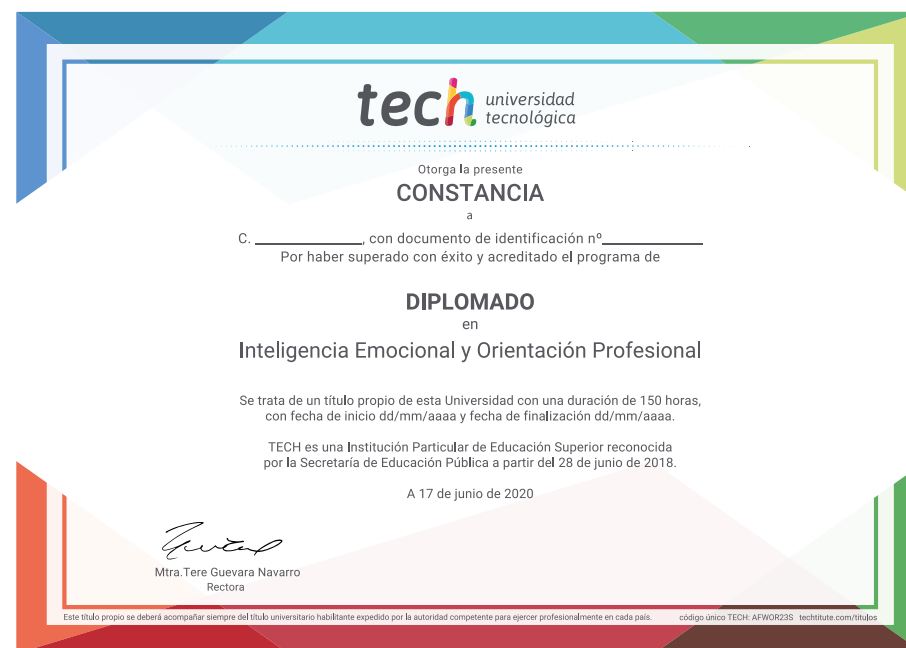 tech universidad
tecnológica
Otorga la presente
CONSTANCIA
a
C. ______________, con documento de identificación nº_____________
Por haber superado con éxito y acreditado el programa de
DIPLOMADO
en
Inteligencia Emocional y Orientación Profesional
Se trata de un título propio de esta Universidad con una duración de 150 horas,
con fecha de inicio dd/mm/aaaa y fecha de finalización dd/mm/aaaa.
TECH es una Institución Particular de Educación Superior reconocida
por la Secretaría de Educación Pública a partir del 28 de junio de 2018.
A 17 de junio de 2020
Mtra.Tere Guevara Navarro
Rectora
Este título propio se deberá acompañar siempre del título universitario habilitante expedido por la autoridad competente para ejercer profesionalmente en cada país. código único TECH: AFWOR23S techtitute.com/titulos